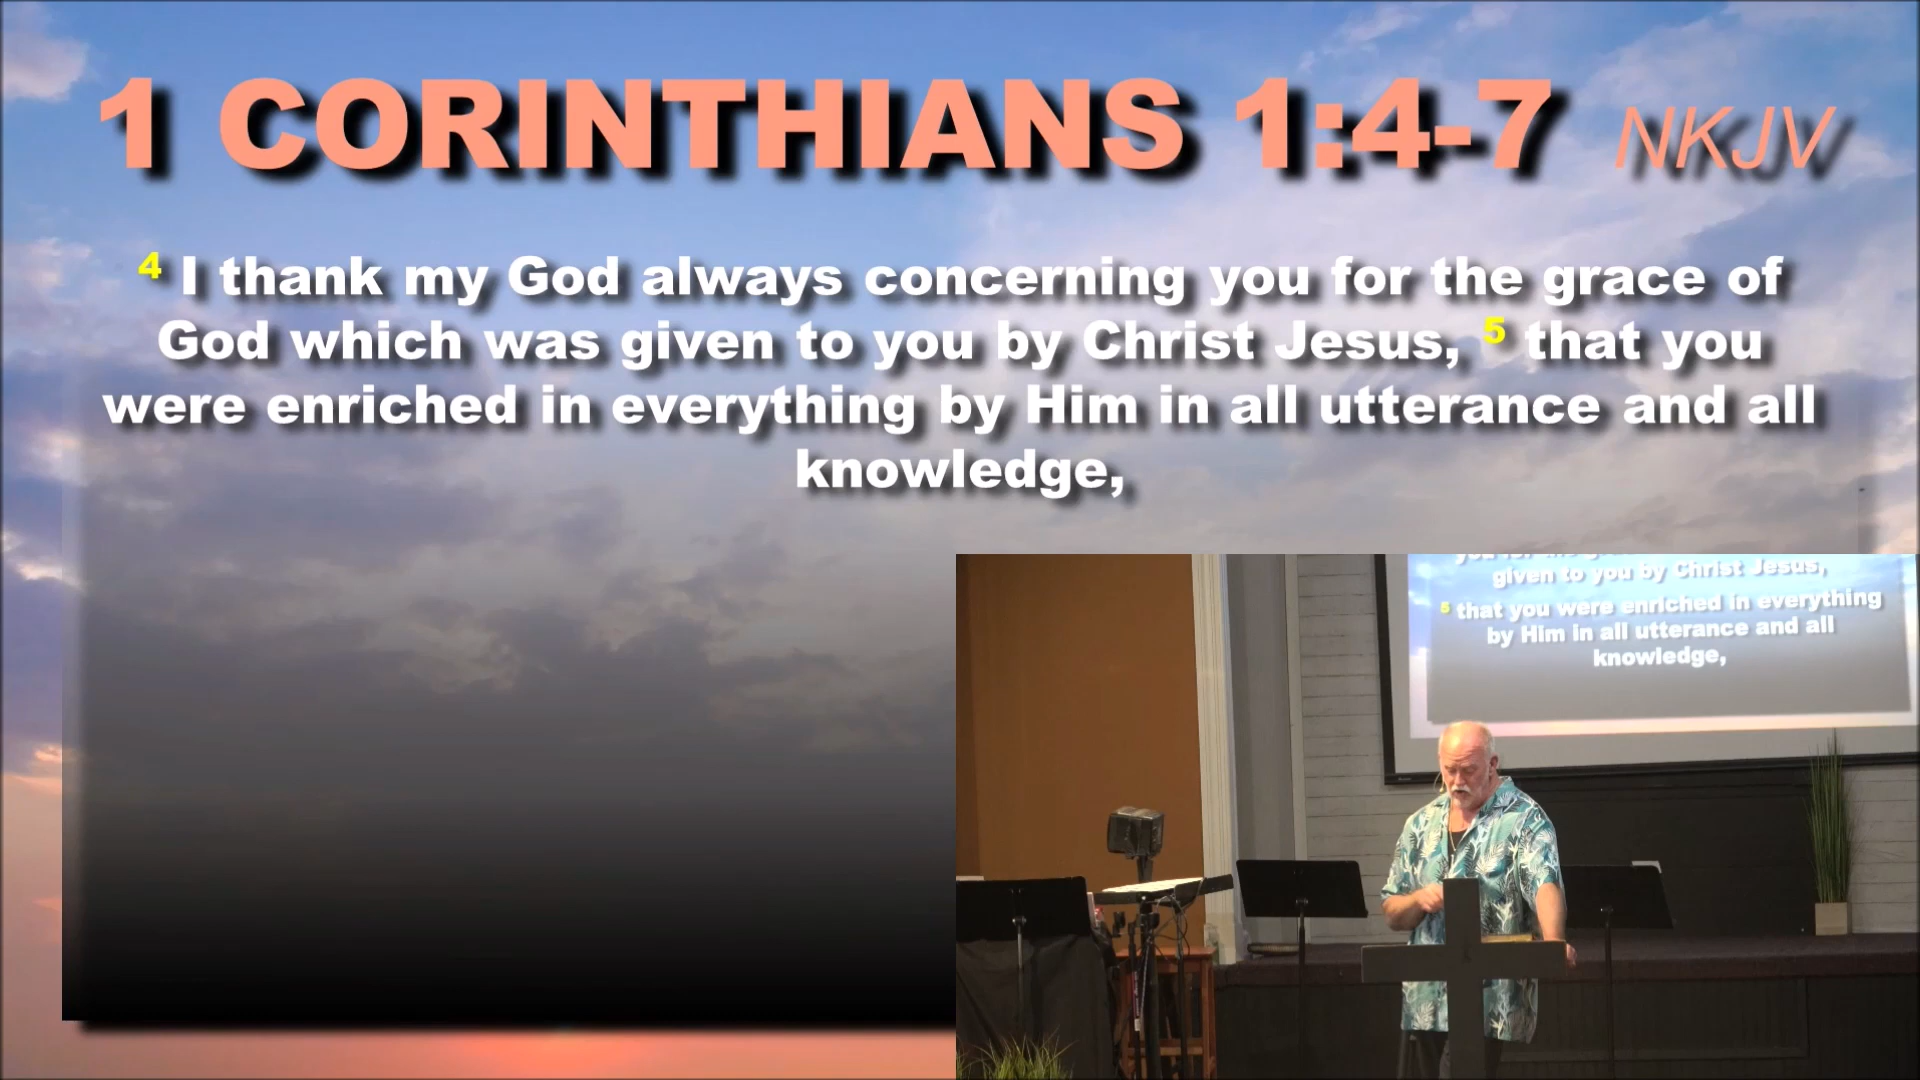 1 CORINTHIANS 1:4-7 NKJV
4 I thank my God always concerning you for the grace of
God which was given to you by Christ Jesus, 5 that you
were enriched in everything by Him in all utterance and all
knowledge,
given to you by Christ Jesus,
5 that you were enriched in everything
by Him in all utterance and all
knowledge,